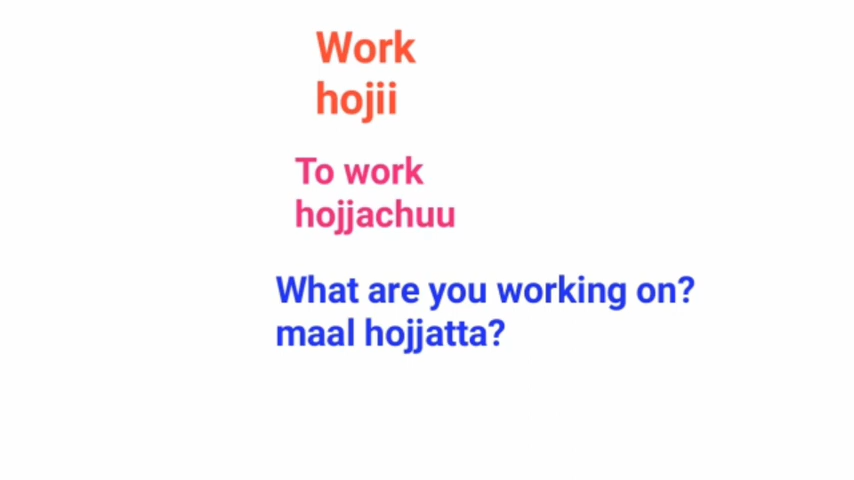 Work
hojii
To work
hojjachuu
What are you working on?
maal hojjatta?